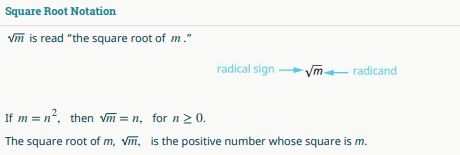 Square Root Notation
√m is read “the square root of m.”
radical sign → √m ← radicand
If m = n², then √m = n, for n ≥ 0.
The square root of m, √m, is the positive number whose square is m.